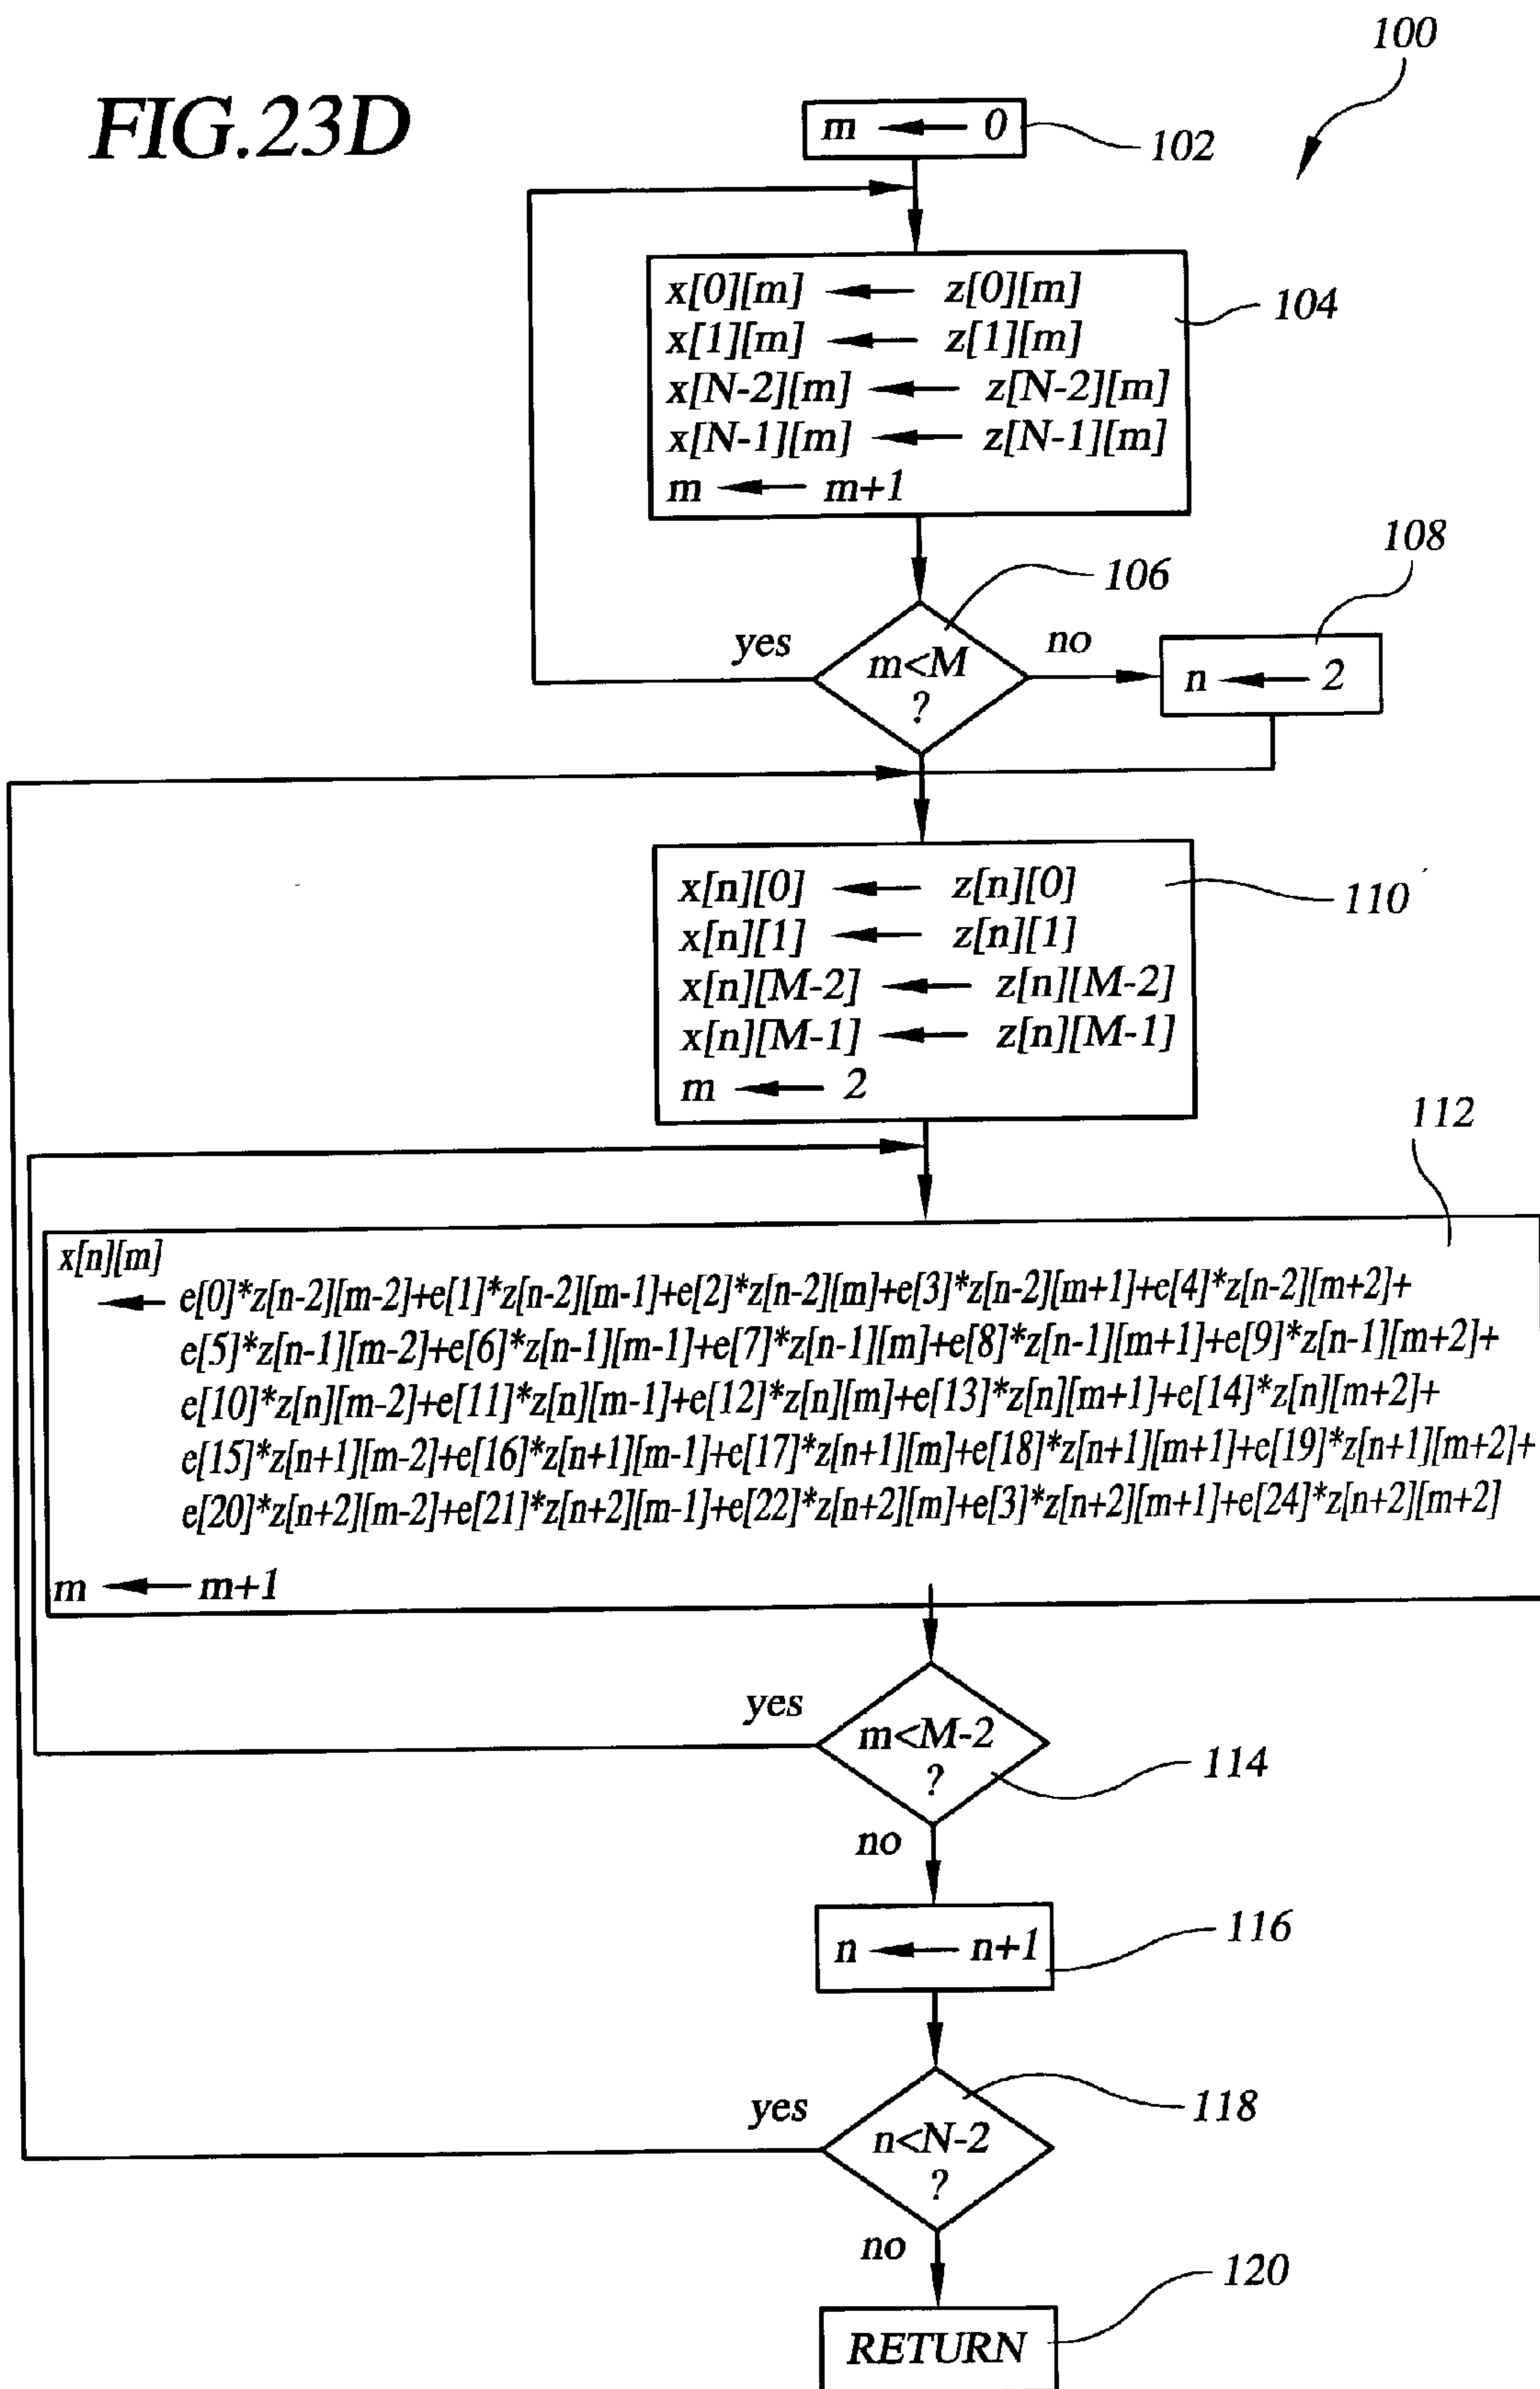 FIG.23D
100
m ← 0
102
x[0][m] ← z[0][m]
x[1][m] ← z[1][m]
x[N-2][m] ← z[N-2][m]
x[N-1][m] ← z[N-1][m]
m ← m+1
104
106
108
yes
m<M
?
no
n ← 2
x[n][0] ← z[n][0]
x[n][1] ← z[n][1]
x[n][M-2] ← z[n][M-2]
x[n][M-1] ← z[n][M-1]
m ← 2
110
112
x[n][m]
← e[0]*z[n-2][m-2]+e[1]*z[n-2][m-1]+e[2]*z[n-2][m]+e[3]*z[n-2][m+1]+e[4]*z[n-2][m+2]+
e[5]*z[n-1][m-2]+e[6]*z[n-1][m-1]+e[7]*z[n-1][m]+e[8]*z[n-1][m+1]+e[9]*z[n-1][m+2]+
e[10]*z[n][m-2]+e[11]*z[n][m-1]+e[12]*z[n][m]+e[13]*z[n][m+1]+e[14]*z[n][m+2]+
e[15]*z[n+1][m-2]+e[16]*z[n+1][m-1]+e[17]*z[n+1][m]+e[18]*z[n+1][m+1]+e[19]*z[n+1][m+2]+
e[20]*z[n+2][m-2]+e[21]*z[n+2][m-1]+e[22]*z[n+2][m]+e[3]*z[n+2][m+1]+e[24]*z[n+2][m+2]
m ← m+1
yes
m<M-2
?
114
no
n ← n+1
116
yes
n<N-2
?
118
no
RETURN
120